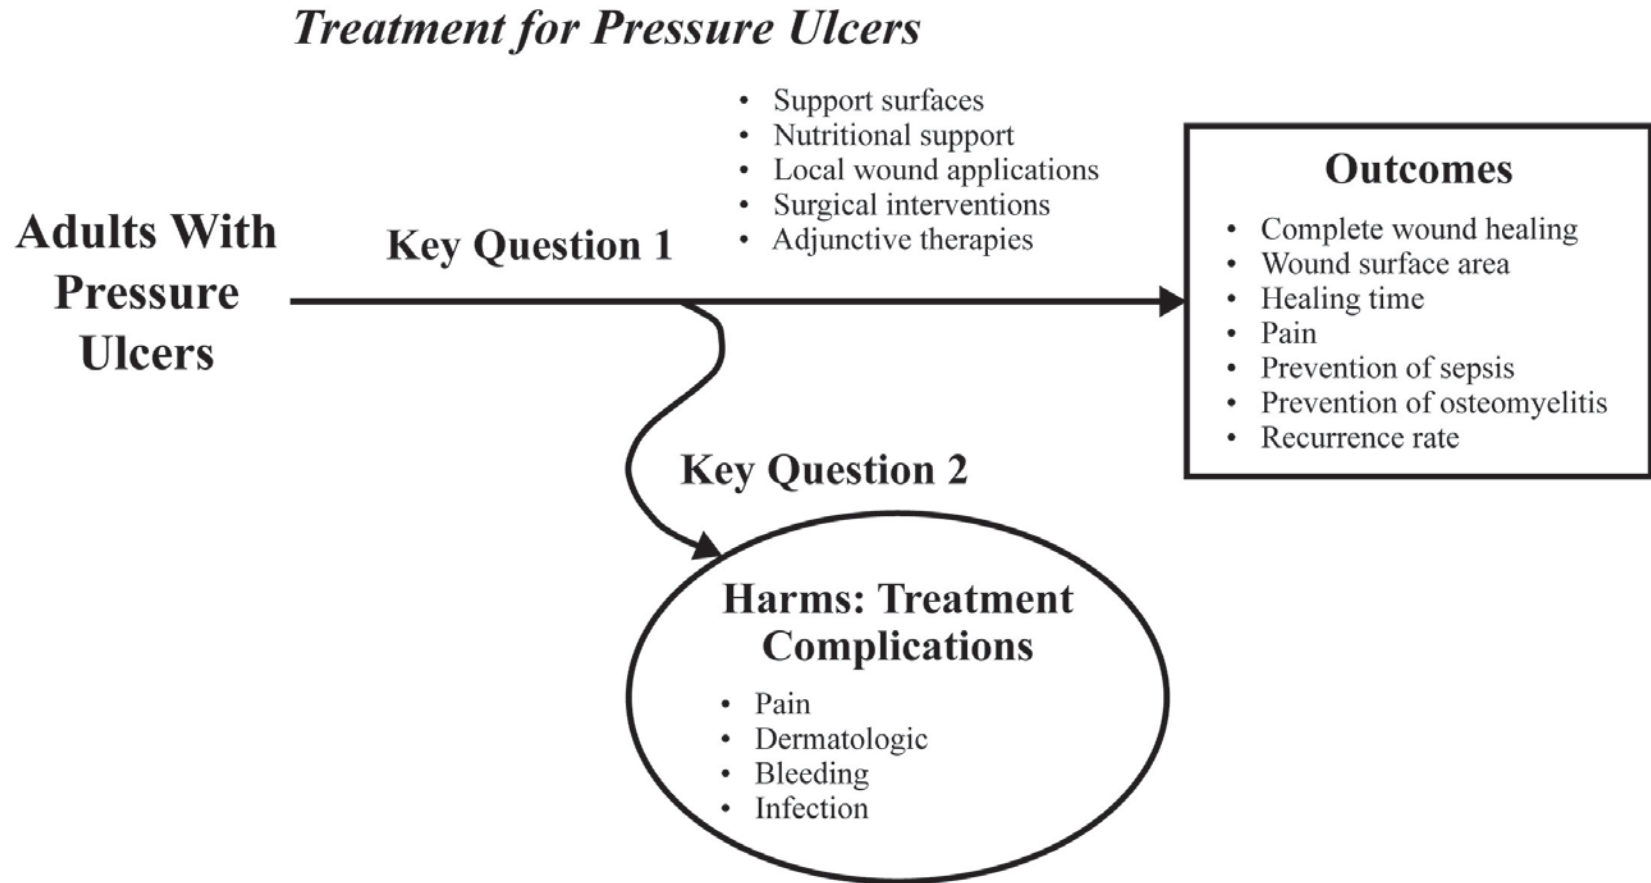 Treatment for Pressure Ulcers
• Support surfaces
• Nutritional support
• Local wound applications
• Surgical interventions
• Adjunctive therapies
Adults With
Pressure
Ulcers
Key Question 1
Outcomes
• Complete wound healing
• Wound surface area
• Healing time
• Pain
• Prevention of sepsis
• Prevention of osteomyelitis
• Recurrence rate
Key Question 2
Harms: Treatment
Complications
• Pain
• Dermatologic
• Bleeding
• Infection